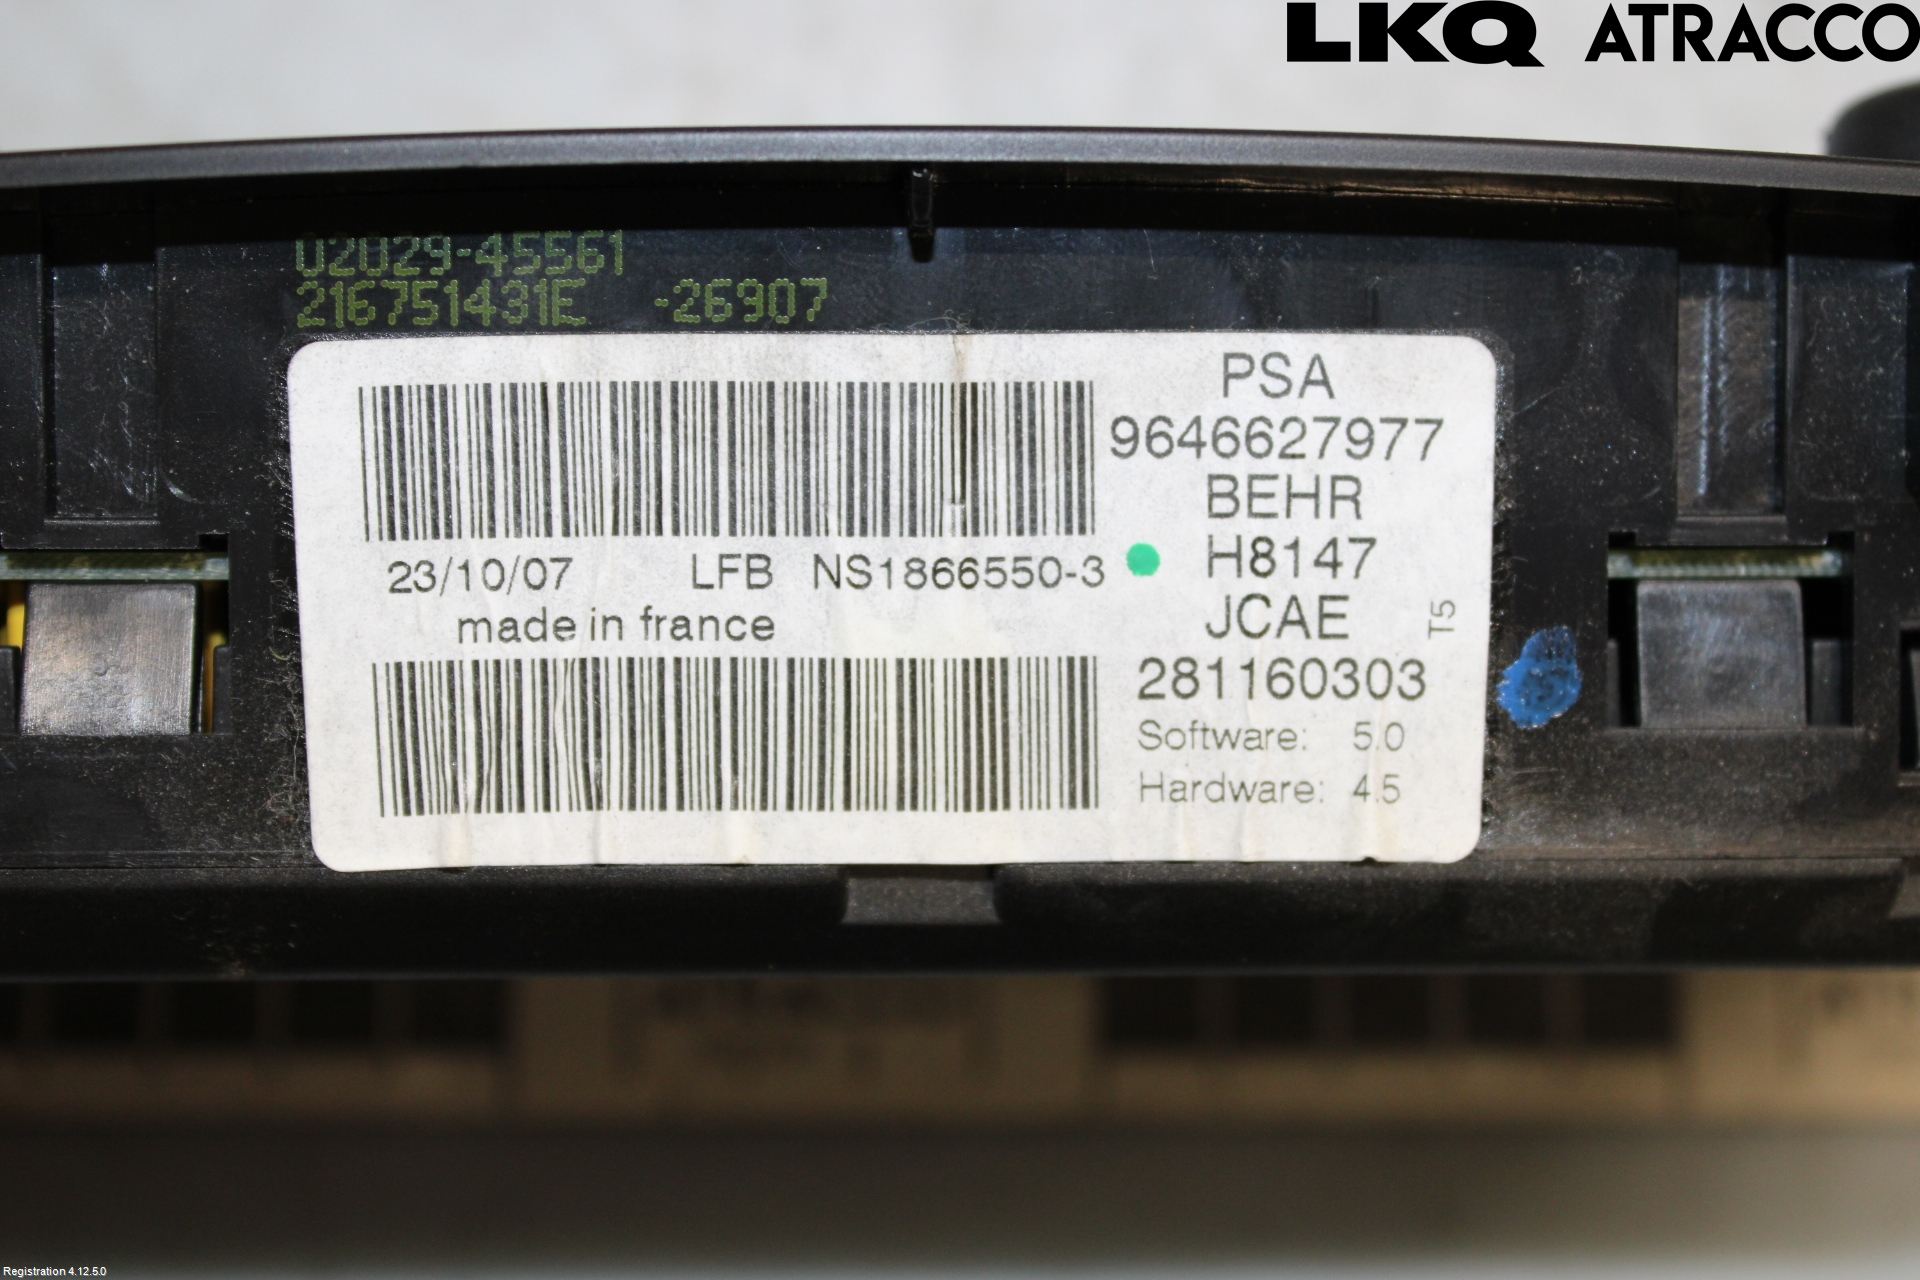 LKQ ATRACCO
02029-45561
216751431E -26907
PSA
9646627977
BEHR
23/10/07 LFB NS1866550-3 H8147
made in france JCAE T5
281160303
Software: 5.0
Hardware: 4.5
Registration 4.12.5.0